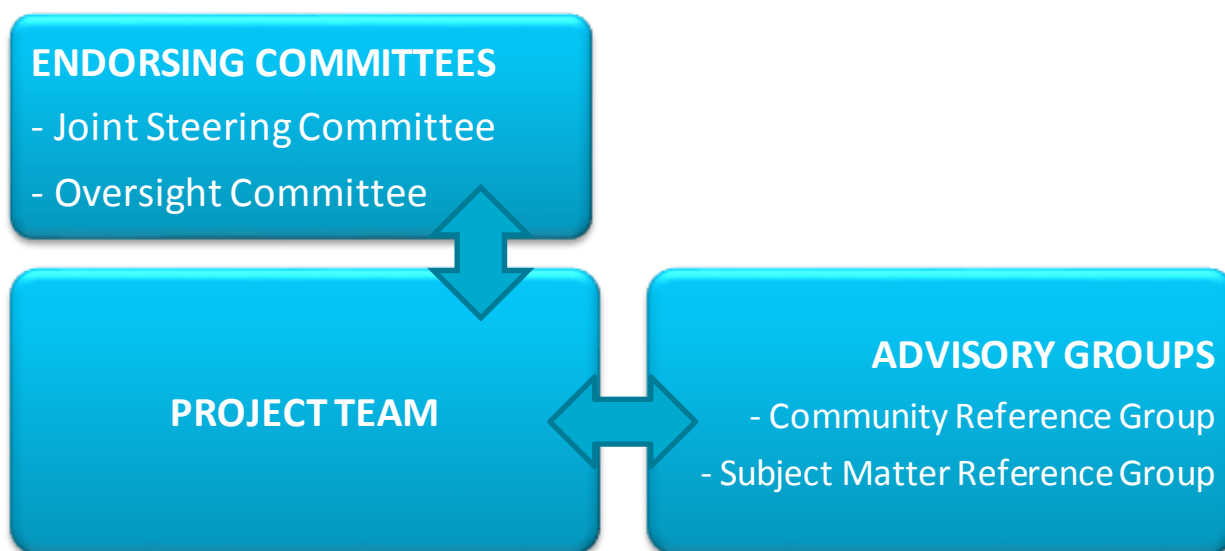 ENDORSING COMMITTEES
- Joint Steering Committee
- Oversight Committee
PROJECT TEAM
ADVISORY GROUPS
- Community Reference Group
- Subject Matter Reference Group